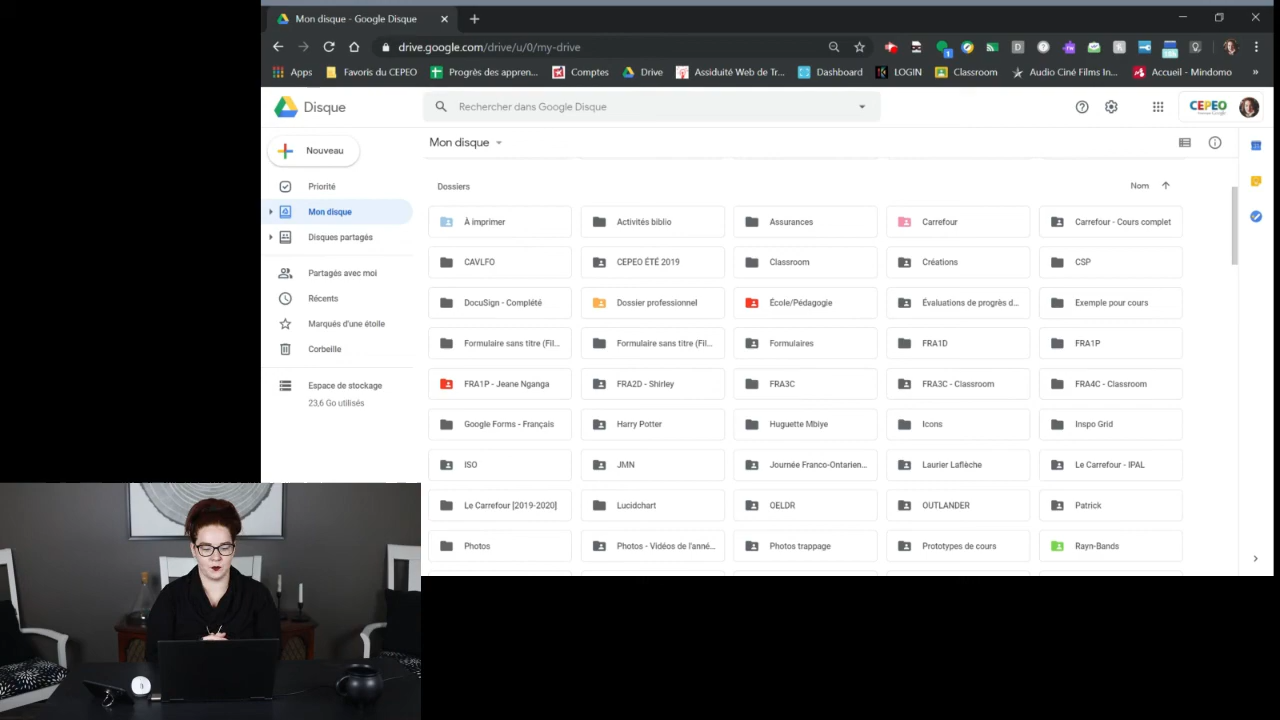 Mon disque - Google Disque
drive.google.com/drive/u/0/my-drive
Apps Favoris du CEPEO Progrès des appren... Comptes Drive Assiduité Web de Tr... Dashboard LOGIN Classroom Audio Ciné Films In... Accueil - Mindomo »
Disque
Rechercher dans Google Disque
CEPEO
Nouveau
Mon disque
Priorité
Mon disque
Disques partagés
Partagés avec moi
Récents
Marqués d'une étoile
Corbeille
Espace de stockage
23,6 Go utilisés
Dossiers
Nom
À imprimer Activités biblio Assurances Carrefour Carrefour - Cours complet
CAVLFO CEPEO ÉTÉ 2019 Classroom Créations CSP
DocuSign - Complété Dossier professionnel École/Pédagogie Évaluations de progrès d... Exemple pour cours
Formulaire sans titre (Fil... Formulaire sans titre (Fil... Formulaires FRA1D FRA1P
FRA1P - Jeane Nganga FRA2D - Shirley FRA3C FRA3C - Classroom FRA4C - Classroom
Google Forms - Français Harry Potter Huguette Mbiye Icons Inspo Grid
ISO JMN Journée Franco-Ontarien... Laurier Laflèche Le Carrefour - IPAL
Le Carrefour [2019-2020] Lucidchart OELDR OUTLANDER Patrick
Photos Photos - Vidéos de l'anné... Photos trappage Prototypes de cours Rayn-Bands